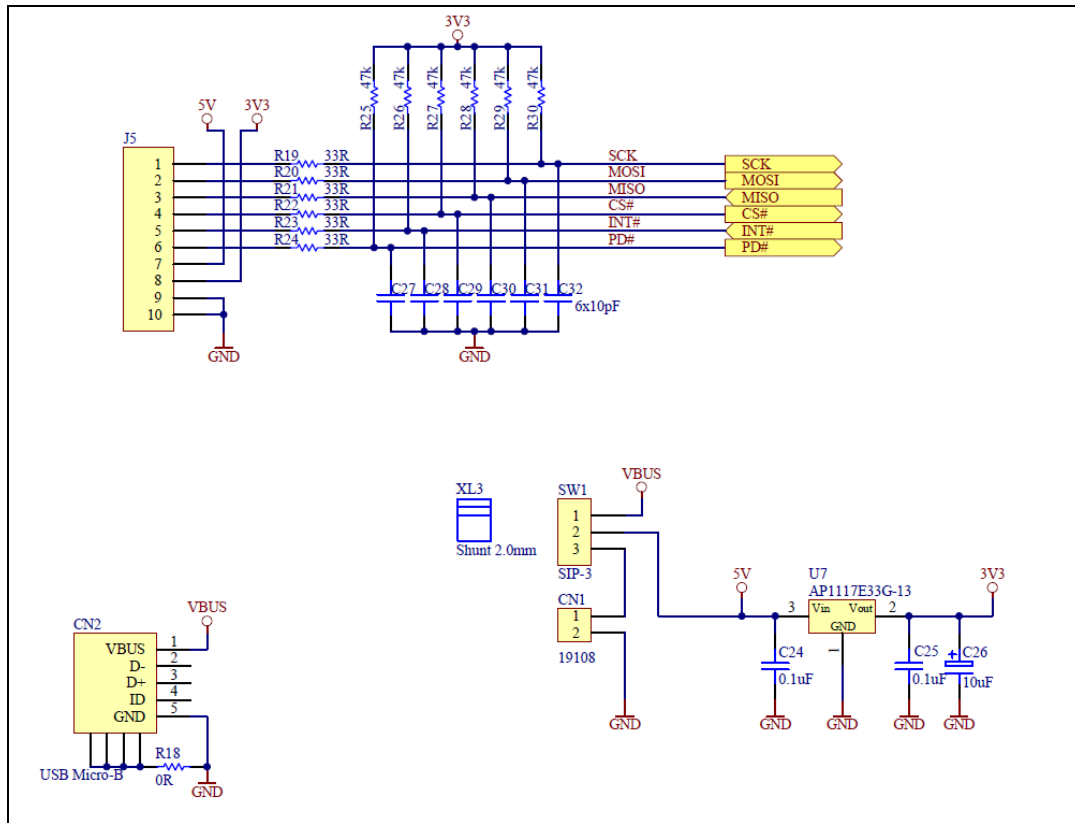 3V3
R25 47k R26 47k R27 47k R28 47k R29 47k R30 47k
5V 3V3
J5
1 R19 33R SCK SCK
2 R20 33R MOSI MOSI
3 R21 33R MISO MISO
4 R22 33R CS# CS#
5 R23 33R INT# INT#
6 R24 33R PD# PD#
7
8
9
10
C27 C28 C29 C30 C31 C32
6x10pF
GND GND
VBUS
XL3 SW1
1
2
3
Shunt 2.0mm SIP-3
CN1
1
2
19108
5V U7 3V3
AP1117E33G-13
3 Vin Vout 2
GND
1
C24 C25 C26
0.1uF 0.1uF + 10uF
GND GND GND GND GND
VBUS
CN2
VBUS 1
D- 2
D+ 3
ID 4
GND 5
R18
USB Micro-B 0R
GND